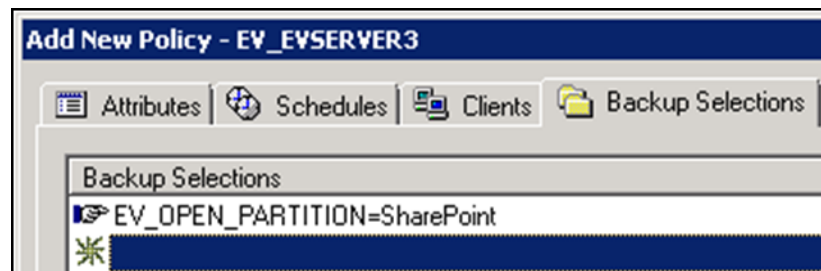 Add New Policy - EV_EVSERVER3
Attributes Schedules Clients Backup Selections
Backup Selections
EV_OPEN_PARTITION=SharePoint